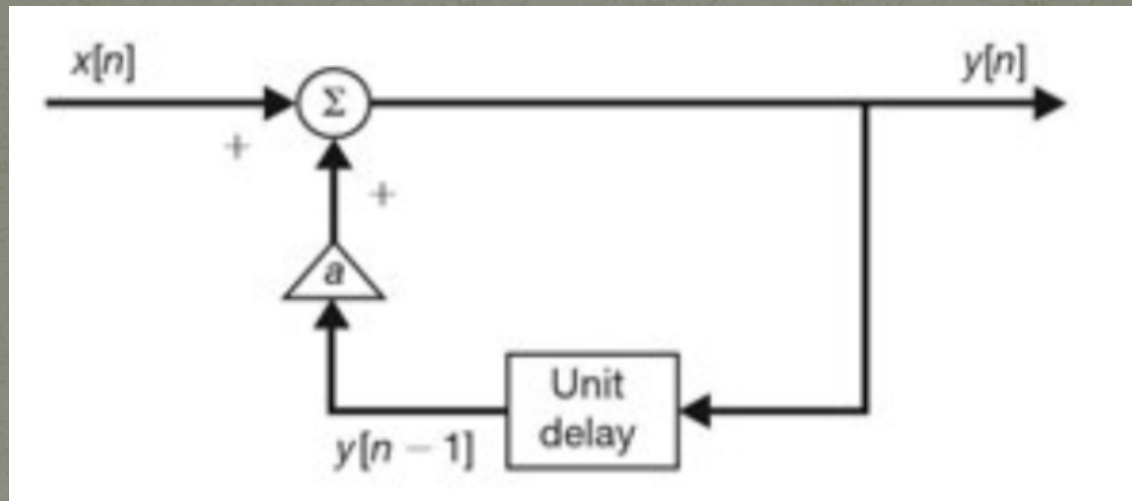 x[n]
y[n]
Σ
+
+
a
Unit
delay
y[n − 1]